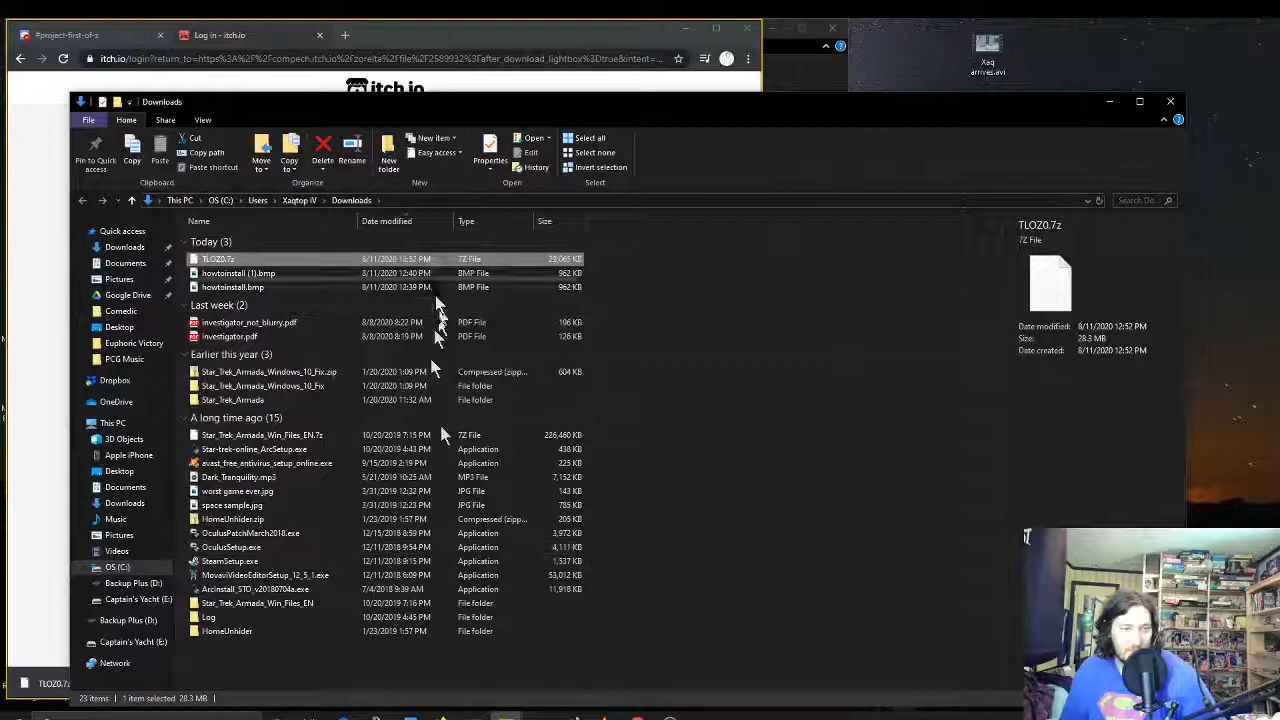 #project-first-of-z
Log in - itch.io
itch.io/login?return_to=https%3A%2F%2Fcompech.itch.io%2Fzoreita%2Ffile%2F2589932%3Fafter_download_lightbox%3Dtrue&intent=...
itch.io
Xaq arrives.avi
Downloads
File
Home
Share
View
Pin to Quick access
Copy
Paste
Cut
Copy path
Paste shortcut
Move to
Copy to
Delete
Rename
New folder
New item
Easy access
Properties
Open
Edit
History
Select all
Select none
Invert selection
Clipboard
Organize
New
Open
Select
This PC > OS (C:) > Users > Xaqtop IV > Downloads >
Search Do...
Name Date modified Type Size
Quick access
Downloads
Documents
Pictures
Google Drive
Comedic
Desktop
Euphoric Victory
PCG Music
Dropbox
OneDrive
This PC
3D Objects
Apple iPhone
Desktop
Documents
Downloads
Music
Pictures
Videos
OS (C:)
Backup Plus (D:)
Captain's Yacht (E:)
Backup Plus (D:)
Captain's Yacht (E:)
Network
Today (3)
TLOZ0.7z 8/11/2020 12:52 PM 7Z File 29,065 KB
howtoinstall (1).bmp 8/11/2020 12:40 PM BMP File 962 KB
howtoinstall.bmp 8/11/2020 12:39 PM BMP File 962 KB
Last week (2)
investigator_not_blurry.pdf 8/8/2020 8:22 PM PDF File 196 KB
investigator.pdf 8/8/2020 8:19 PM PDF File 126 KB
Earlier this year (3)
Star_Trek_Armada_Windows_10_Fix.zip 1/20/2020 1:09 PM Compressed (zipp... 604 KB
Star_Trek_Armada_Windows_10_Fix 1/20/2020 1:09 PM File folder
Star_Trek_Armada 1/20/2020 11:32 AM File folder
A long time ago (15)
Star_Trek_Armada_Win_Files_EN.7z 10/20/2019 7:15 PM 7Z File 226,460 KB
Star-trek-online_ArcSetup.exe 10/20/2019 4:43 PM Application 438 KB
avast_free_antivirus_setup_online.exe 9/15/2019 2:19 PM Application 225 KB
Dark_Tranquility.mp3 5/21/2019 10:25 AM MP3 File 7,152 KB
worst game ever.jpg 3/31/2019 12:32 PM JPG File 143 KB
space sample.jpg 3/31/2019 12:23 PM JPG File 785 KB
HomeUnhider.zip 1/23/2019 1:57 PM Compressed (zipp... 205 KB
OculusPatchMarch2018.exe 12/15/2018 8:59 PM Application 3,972 KB
OculusSetup.exe 12/11/2018 9:54 PM Application 4,111 KB
SteamSetup.exe 12/11/2018 9:15 PM Application 1,537 KB
MovaviVideoEditorSetup_12_5_1.exe 12/11/2018 6:09 PM Application 53,012 KB
ArcInstall_STO_v20180704a.exe 7/4/2018 9:39 AM Application 11,918 KB
Star_Trek_Armada_Win_Files_EN 10/20/2019 7:16 PM File folder
Log 10/20/2019 4:45 PM File folder
HomeUnhider 1/23/2019 1:57 PM File folder
TLOZ0.7z
7Z File
Date modified: 8/11/2020 12:52 PM
Size: 28.3 MB
Date created: 8/11/2020 12:52 PM
TLOZ0.7z
23 items 1 item selected 28.3 MB